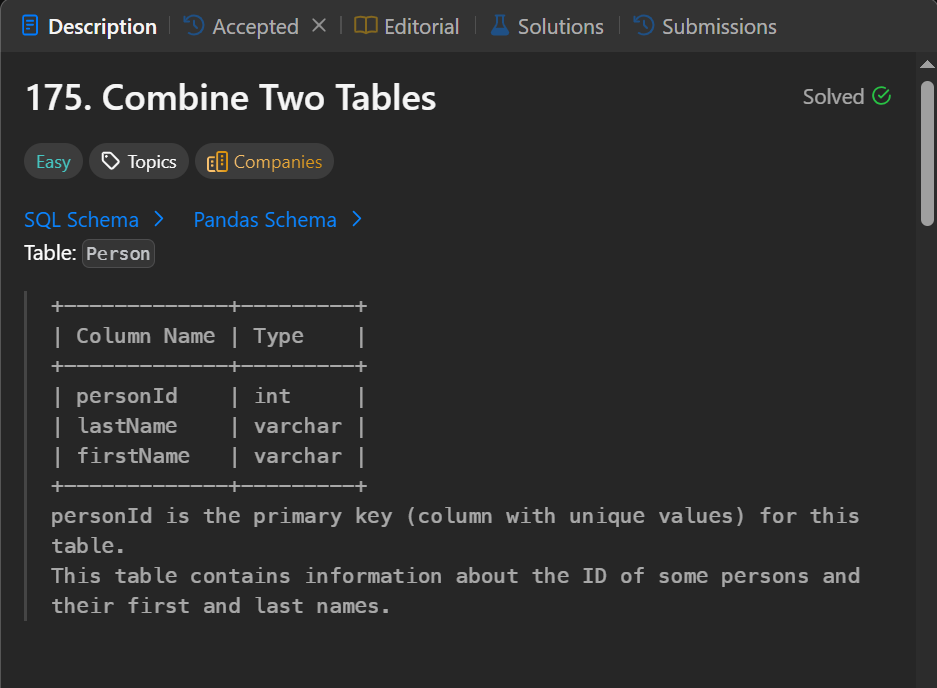 Description Accepted Editorial Solutions Submissions
175. Combine Two Tables Solved
Easy Topics Companies
SQL Schema > Pandas Schema >
Table: Person
+-------------+---------+
| Column Name | Type    |
+-------------+---------+
| personId    | int     |
| lastName    | varchar |
| firstName   | varchar |
+-------------+---------+
personId is the primary key (column with unique values) for this
table.
This table contains information about the ID of some persons and
their first and last names.